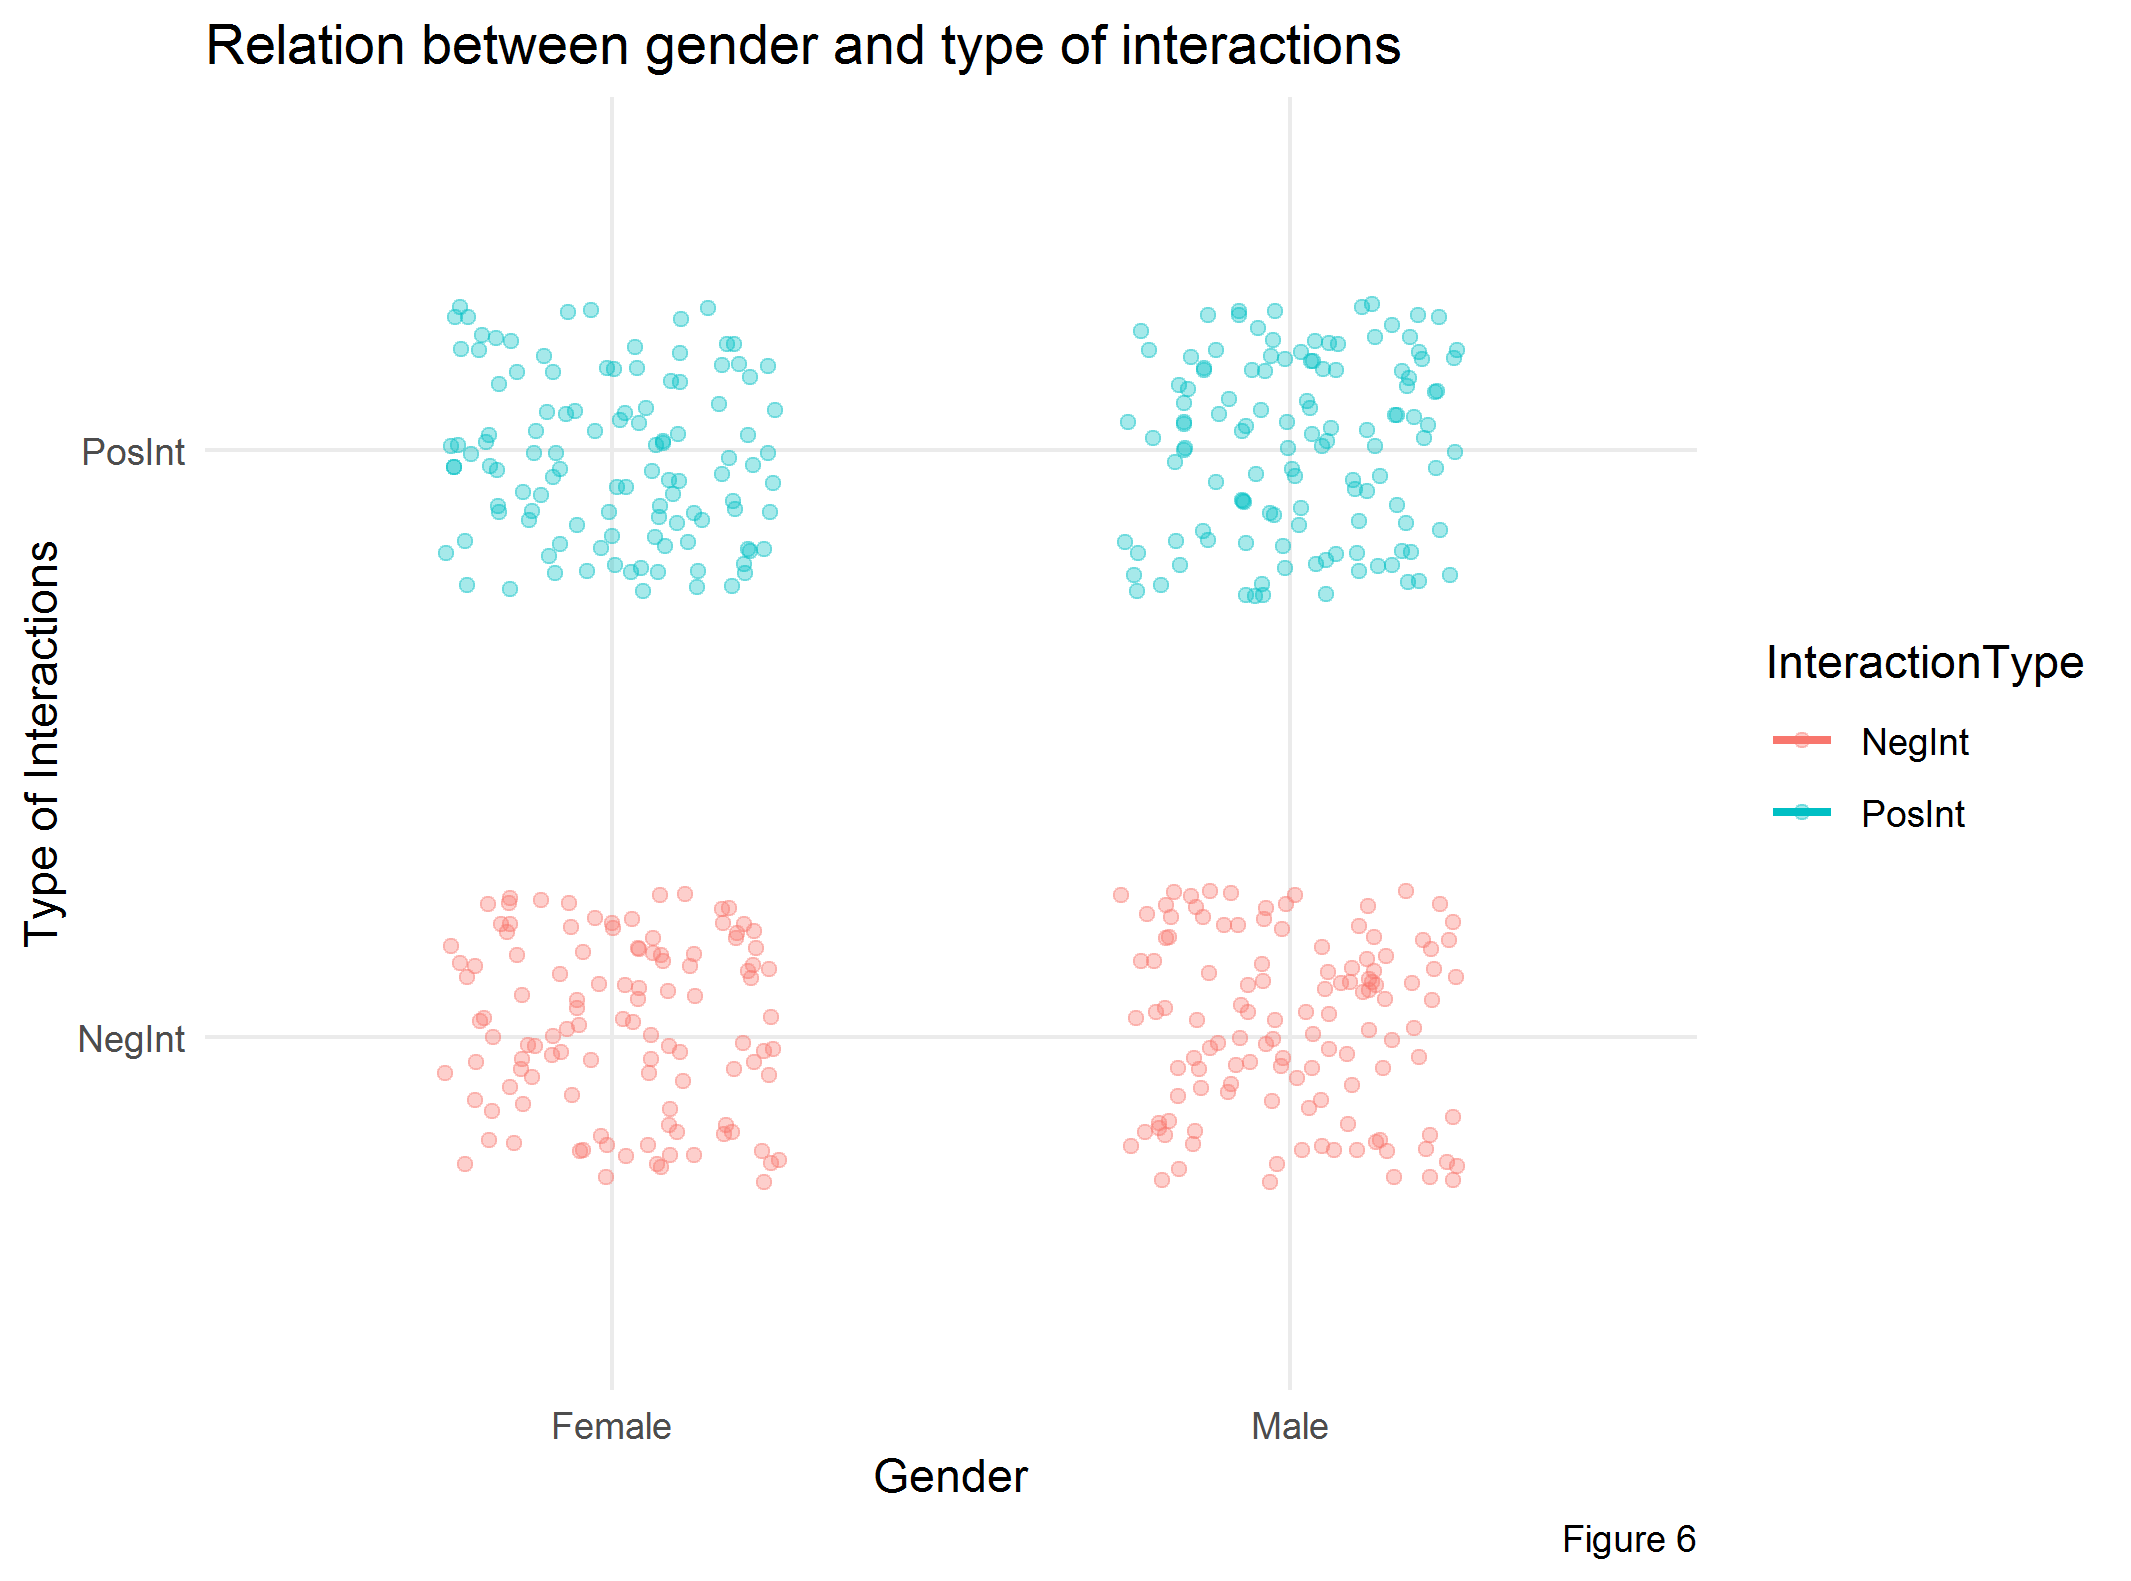 Relation between gender and type of interactions
PosInt
NegInt
Type of Interactions
Female
Male
Gender
InteractionType
NegInt
PosInt
Figure 6